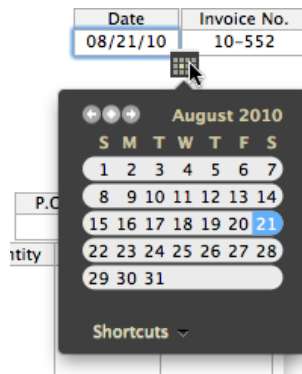 Date Invoice No.
08/21/10 10-552
August 2010
S M T W T F S
1 2 3 4 5 6 7
8 9 10 11 12 13 14
15 16 17 18 19 20 21
22 23 24 25 26 27 28
29 30 31
Shortcuts